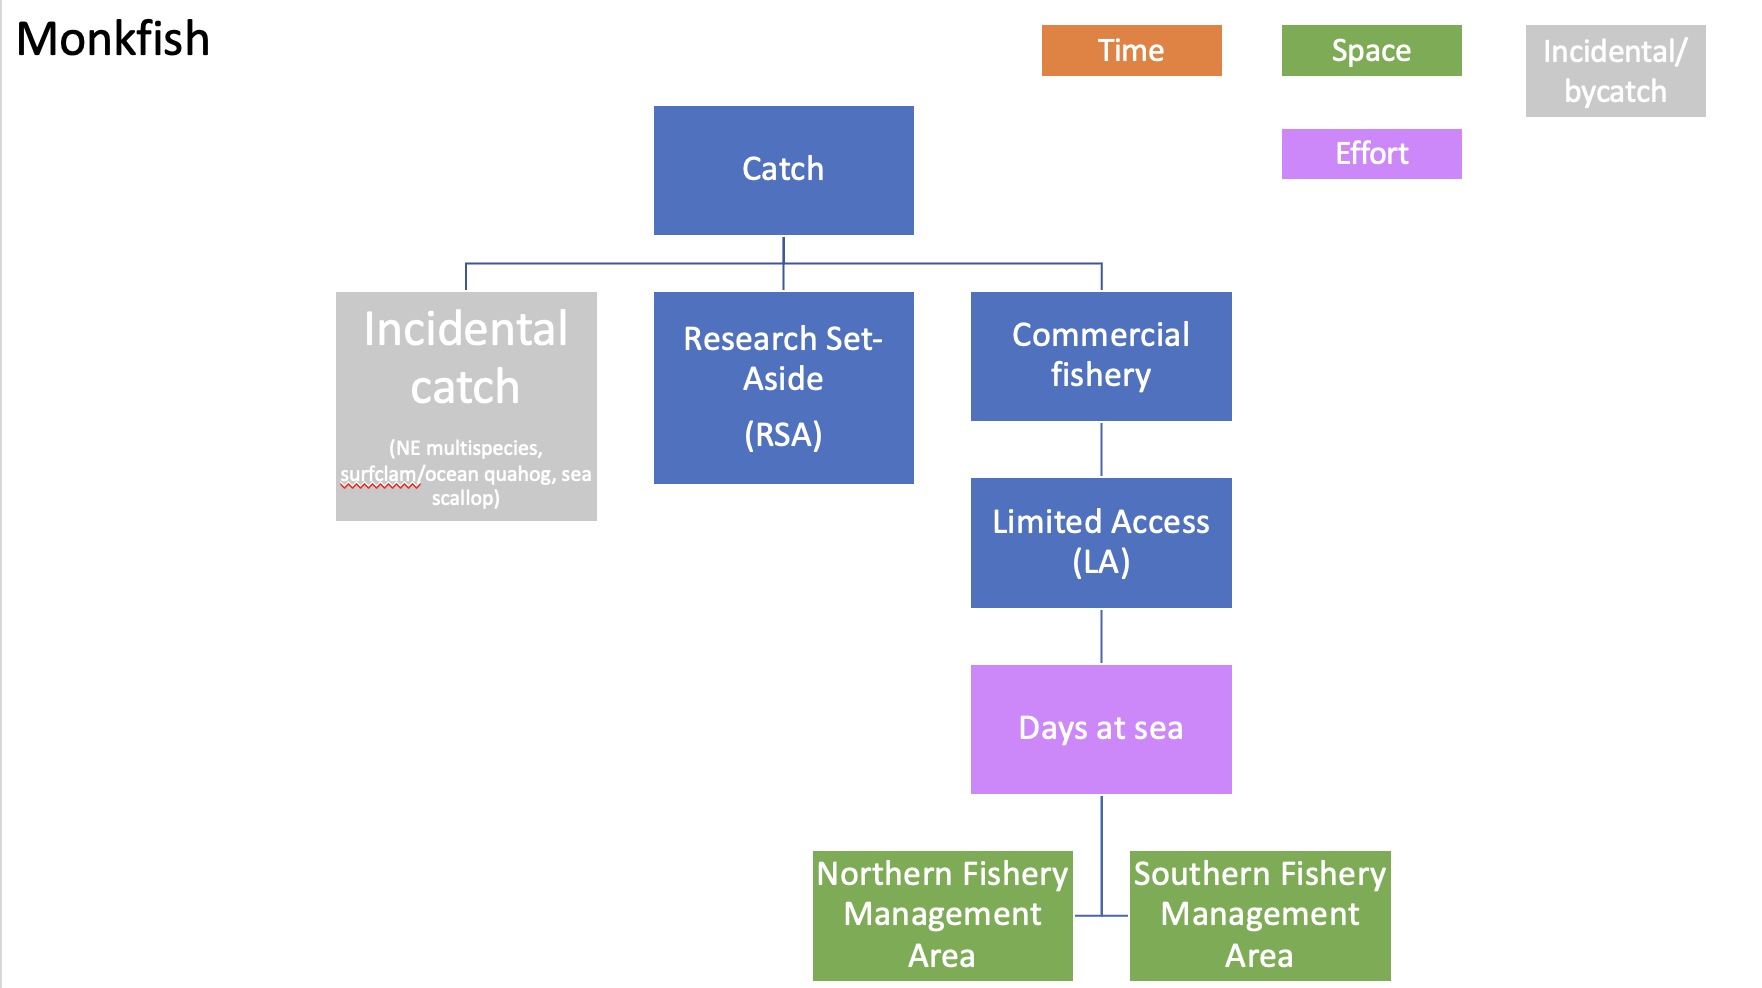 Monkfish
Time
Space
Incidental/
bycatch
Effort
Catch
Incidental
catch
(NE multispecies,
surfclam/ocean quahog, sea
scallop)
Research Set-
Aside
(RSA)
Commercial
fishery
Limited Access
(LA)
Days at sea
Northern Fishery
Management
Area
Southern Fishery
Management
Area